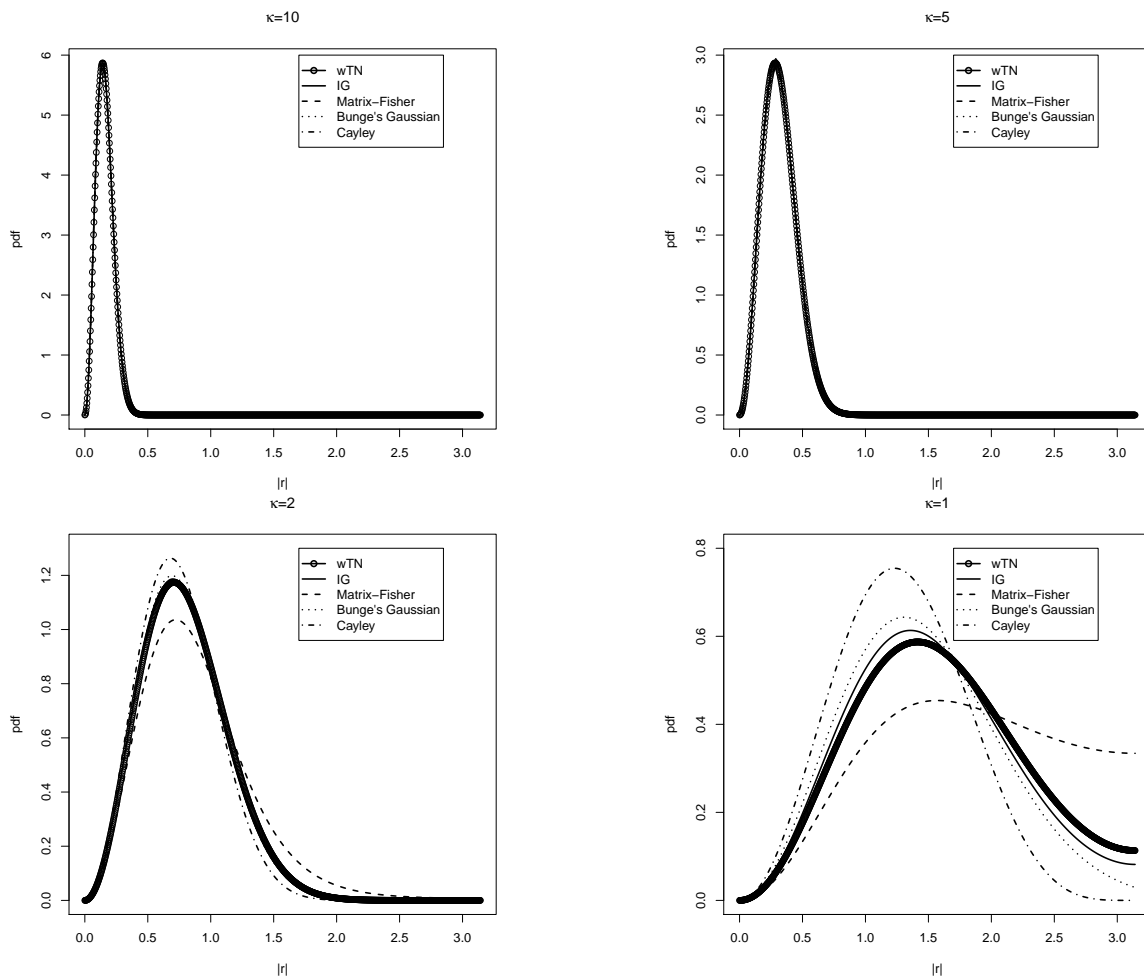 κ=10
pdf
6
5
4
3
2
1
0
wTN
IG
Matrix−Fisher
Bunge's Gaussian
Cayley
0.0 0.5 1.0 1.5 2.0 2.5 3.0
|r|
κ=5
pdf
3.0
2.5
2.0
1.5
1.0
0.5
0.0
wTN
IG
Matrix−Fisher
Bunge's Gaussian
Cayley
0.0 0.5 1.0 1.5 2.0 2.5 3.0
|r|
κ=2
pdf
1.2
1.0
0.8
0.6
0.4
0.2
0.0
wTN
IG
Matrix−Fisher
Bunge's Gaussian
Cayley
0.0 0.5 1.0 1.5 2.0 2.5 3.0
|r|
κ=1
pdf
0.8
0.6
0.4
0.2
0.0
wTN
IG
Matrix−Fisher
Bunge's Gaussian
Cayley
0.0 0.5 1.0 1.5 2.0 2.5 3.0
|r|